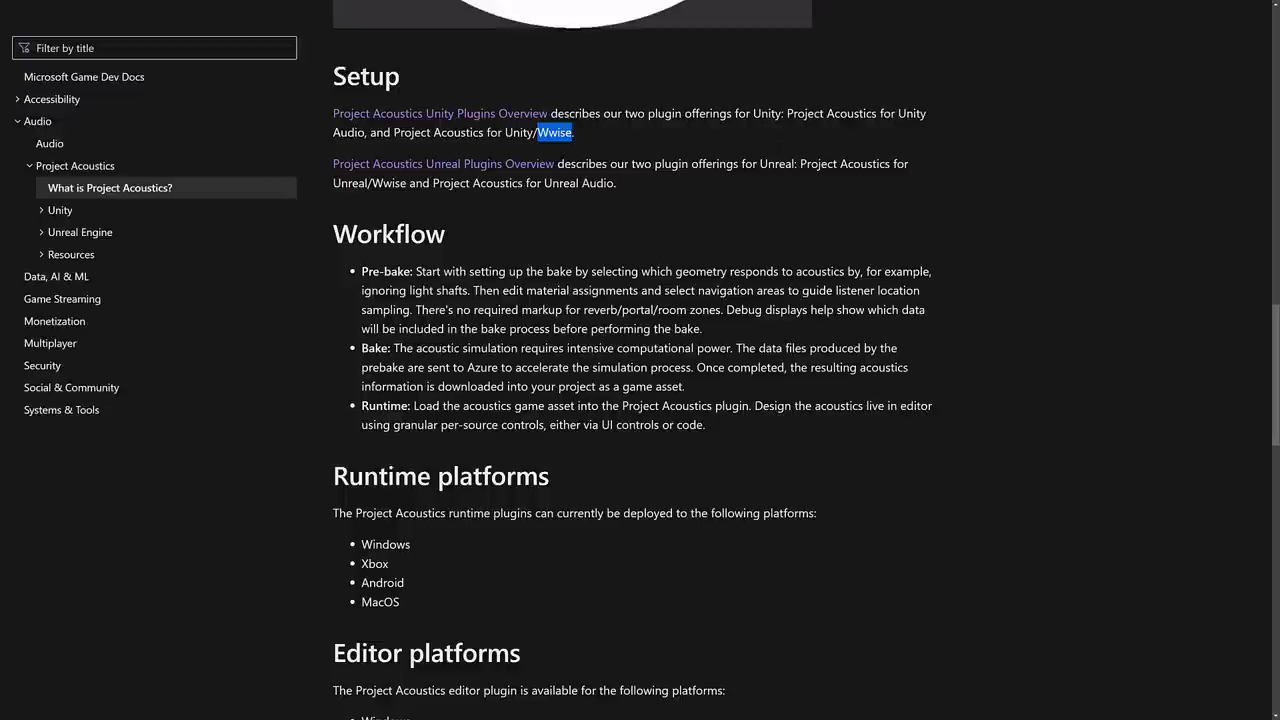 Filter by title
Microsoft Game Dev Docs
Accessibility
Audio
Audio
Project Acoustics
What is Project Acoustics?
Unity
Unreal Engine
Resources
Data, AI & ML
Game Streaming
Monetization
Multiplayer
Security
Social & Community
Systems & Tools
Setup
Project Acoustics Unity Plugins Overview describes our two plugin offerings for Unity: Project Acoustics for Unity
Audio, and Project Acoustics for Unity/Wwise.
Project Acoustics Unreal Plugins Overview describes our two plugin offerings for Unreal: Project Acoustics for
Unreal/Wwise and Project Acoustics for Unreal Audio.
Workflow
• Pre-bake: Start with setting up the bake by selecting which geometry responds to acoustics by, for example,
ignoring light shafts. Then edit material assignments and select navigation areas to guide listener location
sampling. There's no required markup for reverb/portal/room zones. Debug displays help show which data
will be included in the bake process before performing the bake.
• Bake: The acoustic simulation requires intensive computational power. The data files produced by the
prebake are sent to Azure to accelerate the simulation process. Once completed, the resulting acoustics
information is downloaded into your project as a game asset.
• Runtime: Load the acoustics game asset into the Project Acoustics plugin. Design the acoustics live in editor
using granular per-source controls, either via UI controls or code.
Runtime platforms
The Project Acoustics runtime plugins can currently be deployed to the following platforms:
• Windows
• Xbox
• Android
• MacOS
Editor platforms
The Project Acoustics editor plugin is available for the following platforms: